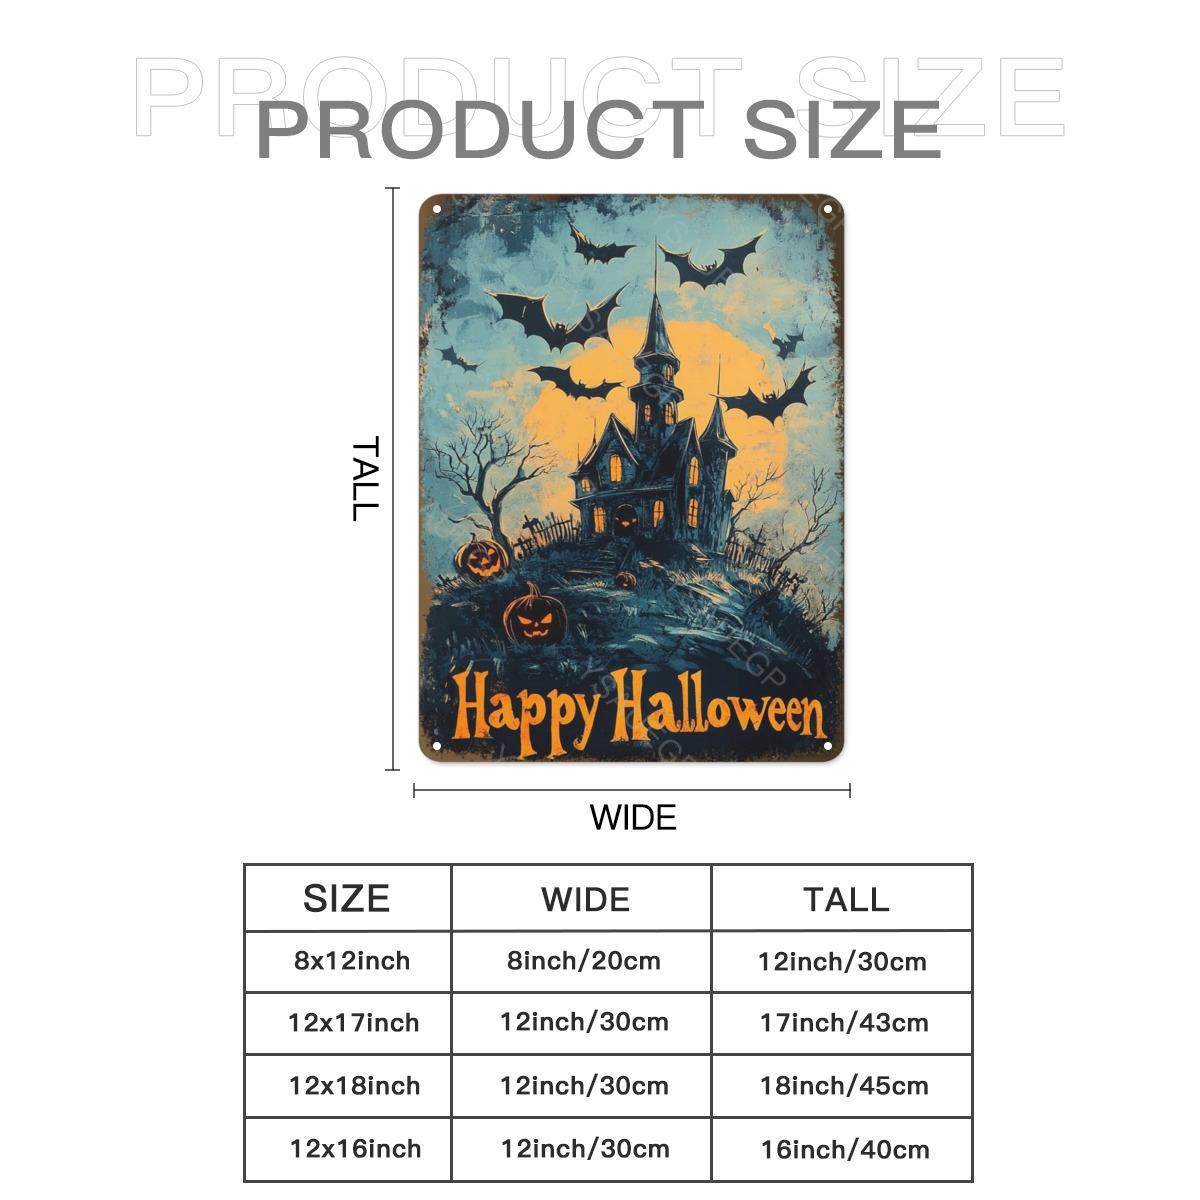 PRODUCT SIZE
PRODUCT SIZE
TALL
Happy Halloween
WIDE
SIZE WIDE TALL
8x12inch 8inch/20cm 12inch/30cm
12x17inch 12inch/30cm 17inch/43cm
12x18inch 12inch/30cm 18inch/45cm
12x16inch 12inch/30cm 16inch/40cm